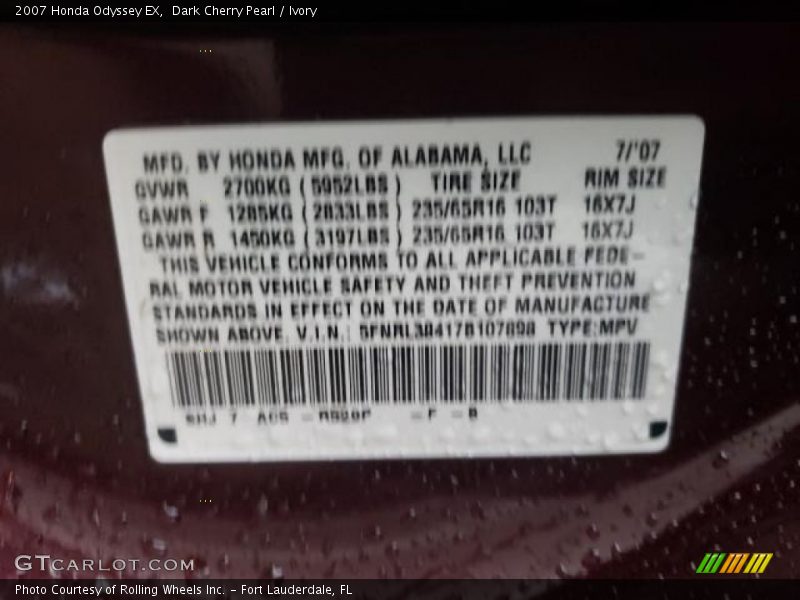 2007 Honda Odyssey EX,  Dark Cherry Pearl / Ivory
MFD. BY HONDA MFG. OF ALABAMA, LLC 7/'07
GVWR 2700KG ( 5952LBS ) TIRE SIZE RIM SIZE
GAWR F 1285KG ( 2833LBS ) 235/65R16 103T 16X7J
GAWR R 1450KG ( 3197LBS ) 235/65R16 103T 16X7J
THIS VEHICLE CONFORMS TO ALL APPLICABLE FEDE-
RAL MOTOR VEHICLE SAFETY AND THEFT PREVENTION
STANDARDS IN EFFECT ON THE DATE OF MANUFACTURE
SHOWN ABOVE. V.I.N.: TYPE:MPV
GTCARLOT.COM
Photo Courtesy of Rolling Wheels Inc. - Fort Lauderdale, FL